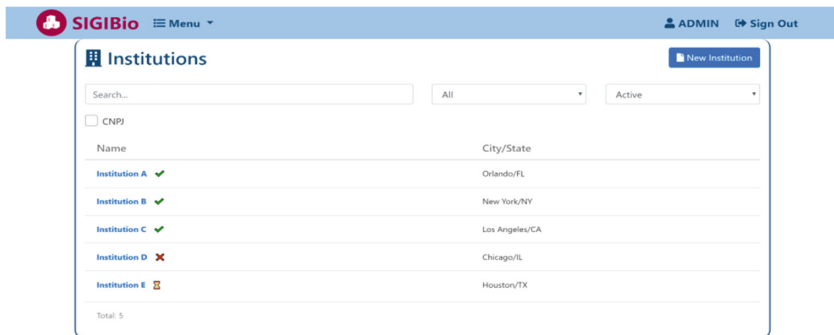 SIGIBio Menu ADMIN Sign Out
Institutions New Institution
Search... All Active
CNPJ
Name City/State
Institution A Orlando/FL
Institution B New York/NY
Institution C Los Angeles/CA
Institution D Chicago/IL
Institution E Houston/TX
Total: 5